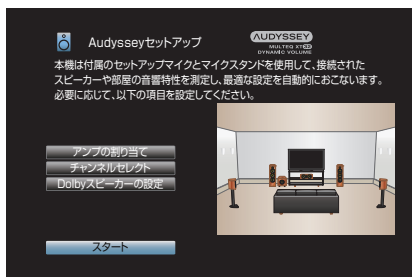 Audysseyセットアップ
AUDYSSEY
MULTEQ XT32
DYNAMIC VOLUME
本機は付属のセットアップマイクとマイクスタンドを使用して、接続された
スピーカーや部屋の音響特性を測定し、最適な設定を自動的におこないます。
必要に応じて、以下の項目を設定してください。
アンプの割り当て
チャンネルセレクト
Dolbyスピーカーの設定
スタート